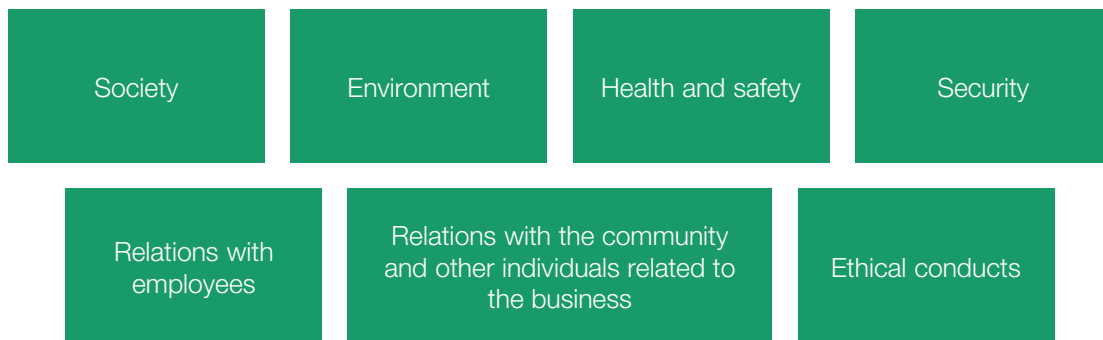 Society
Environment
Health and safety
Security
Relations with
employees
Relations with the community
and other individuals related to
the business
Ethical conducts